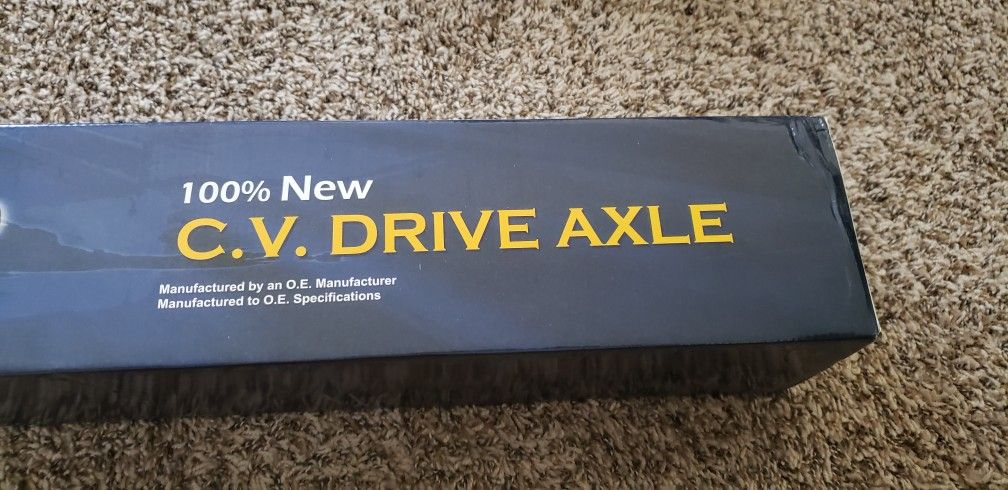 100% New
C.V. DRIVE AXLE
Manufactured by an O.E. Manufacturer
Manufactured to O.E. Specifications